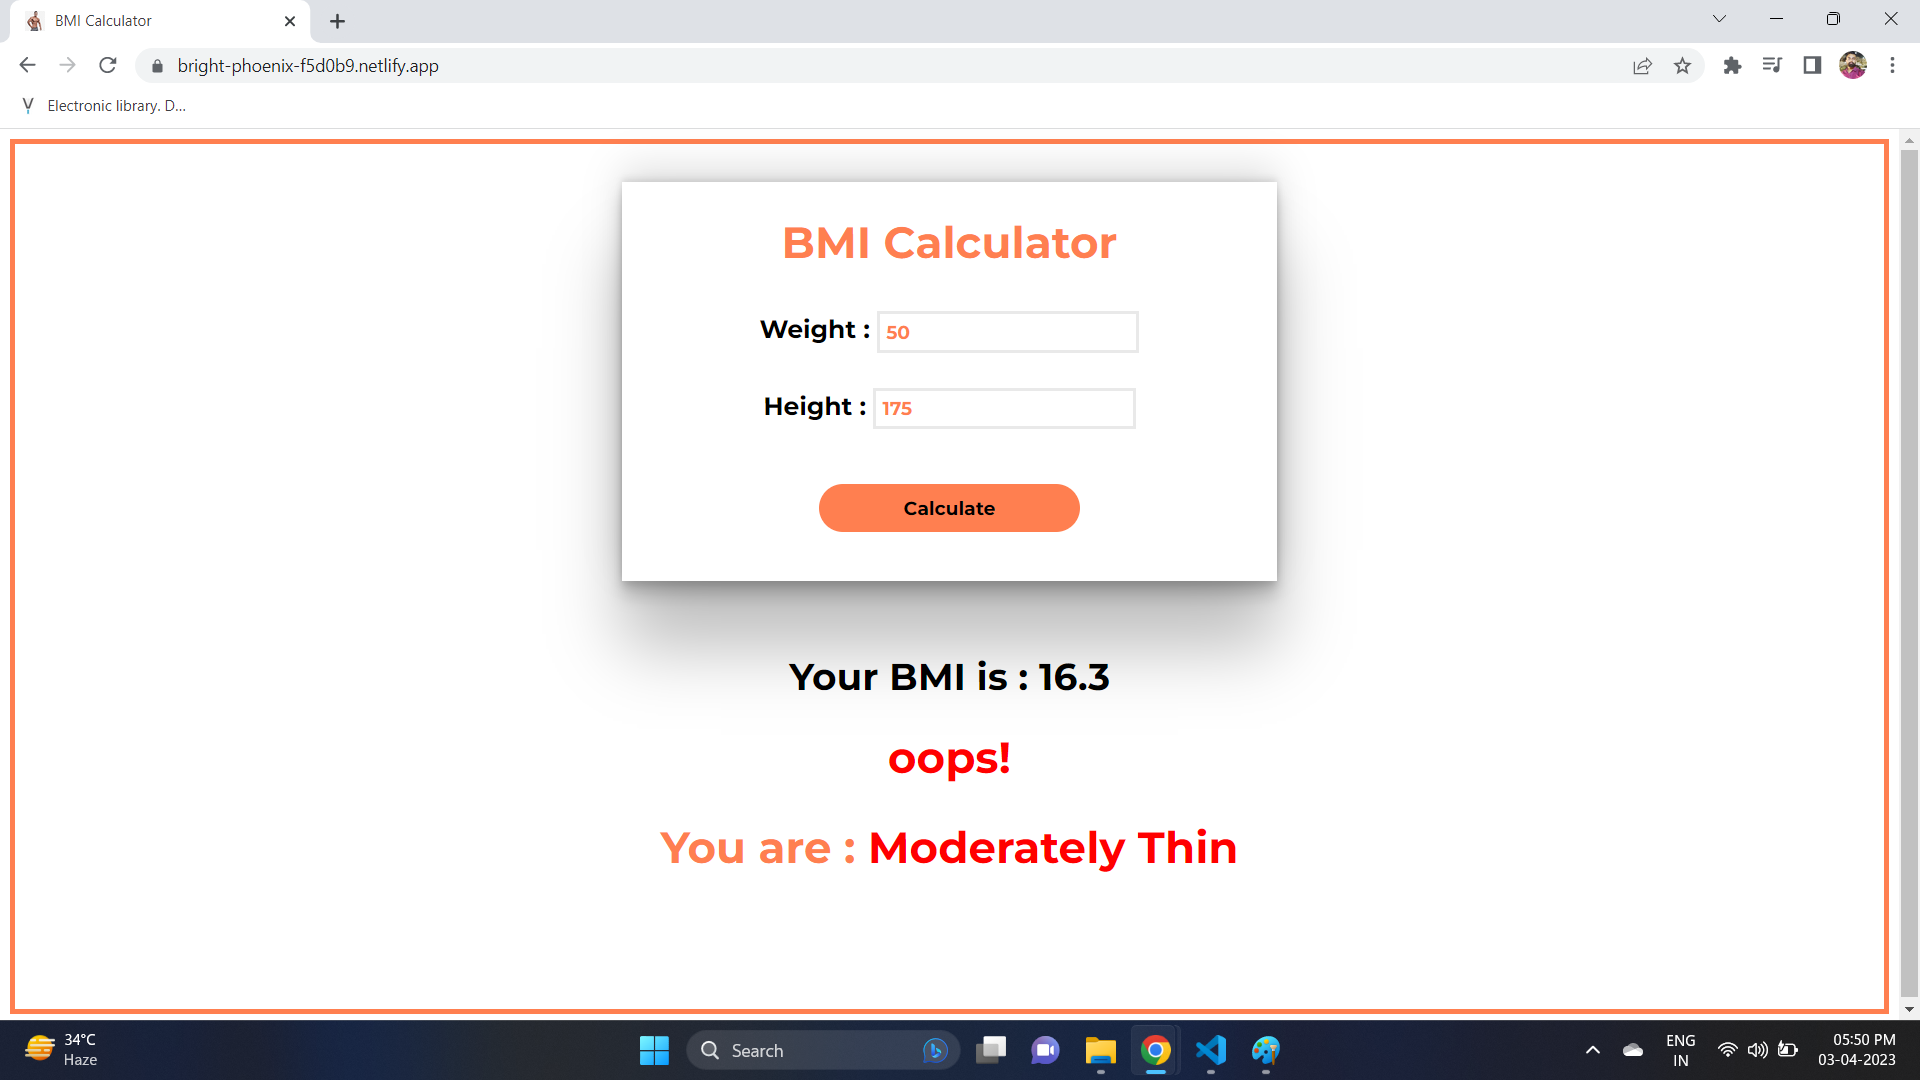 BMI Calculator
bright-phoenix-f5d0b9.netlify.app
Electronic library. D...
BMI Calculator
Weight : 50
Height : 175
Calculate
Your BMI is : 16.3
oops!
You are : Moderately Thin
34°C
Haze
Search
ENG
IN
05:50 PM
03-04-2023